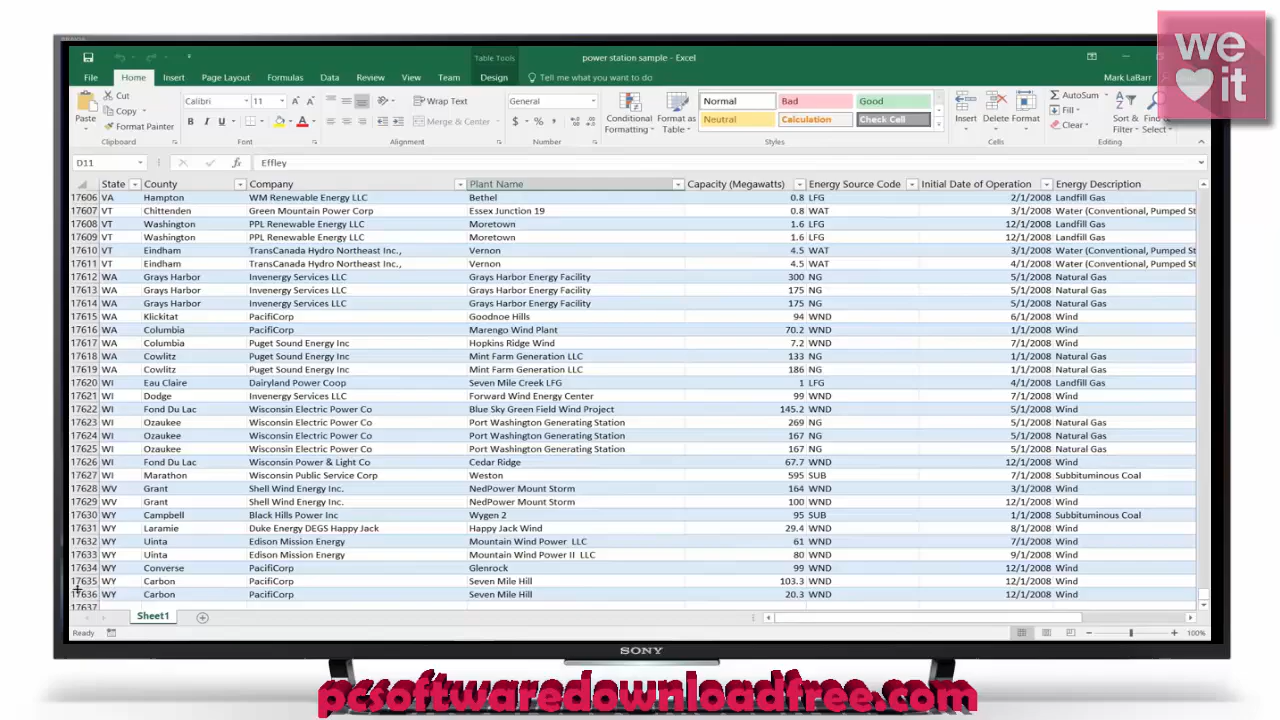 we
it
Table Tools
power station sample - Excel
File Home Insert Page Layout Formulas Data Review View Team Design Tell me what you want to do Mark LaBarr
Paste Cut Copy Format Painter Calibri 11 Wrap Text Merge & Center General Conditional Formatting Format as Table Normal Bad Good Neutral Calculation Check Cell Insert Delete Format AutoSum Fill Clear Sort & Filter Find & Select
Clipboard Font Alignment Number Styles Cells Editing
D11 fx Effley
State County Company Plant Name Capacity (Megawatts) Energy Source Code Initial Date of Operation Energy Description
17606 VA Hampton WM Renewable Energy LLC Bethel 0.8 LFG 2/1/2008 Landfill Gas
17607 VT Chittenden Green Mountain Power Corp Essex Junction 19 0.8 WAT 3/1/2008 Water (Conventional, Pumped St
17608 VT Washington PPL Renewable Energy LLC Moretown 1.6 LFG 12/1/2008 Landfill Gas
17609 VT Washington PPL Renewable Energy LLC Moretown 1.6 LFG 12/1/2008 Landfill Gas
17610 VT Eindham TransCanada Hydro Northeast Inc., Vernon 4.5 WAT 3/1/2008 Water (Conventional, Pumped St
17611 VT Eindham TransCanada Hydro Northeast Inc., Vernon 4.5 WAT 4/1/2008 Water (Conventional, Pumped St
17612 WA Grays Harbor Invenergy Services LLC Grays Harbor Energy Facility 300 NG 5/1/2008 Natural Gas
17613 WA Grays Harbor Invenergy Services LLC Grays Harbor Energy Facility 175 NG 5/1/2008 Natural Gas
17614 WA Grays Harbor Invenergy Services LLC Grays Harbor Energy Facility 175 NG 5/1/2008 Natural Gas
17615 WA Klickitat PacifiCorp Goodnoe Hills 94 WND 6/1/2008 Wind
17616 WA Columbia PacifiCorp Marengo Wind Plant 70.2 WND 1/1/2008 Wind
17617 WA Columbia Puget Sound Energy Inc Hopkins Ridge Wind 7.2 WND 7/1/2008 Wind
17618 WA Cowlitz Puget Sound Energy Inc Mint Farm Generation LLC 133 NG 1/1/2008 Natural Gas
17619 WA Cowlitz Puget Sound Energy Inc Mint Farm Generation LLC 186 NG 1/1/2008 Natural Gas
17620 WI Eau Claire Dairyland Power Coop Seven Mile Creek LFG 1 LFG 4/1/2008 Landfill Gas
17621 WI Dodge Invenergy Services LLC Forward Wind Energy Center 99 WND 7/1/2008 Wind
17622 WI Fond Du Lac Wisconsin Electric Power Co Blue Sky Green Field Wind Project 145.2 WND 5/1/2008 Wind
17623 WI Ozaukee Wisconsin Electric Power Co Port Washington Generating Station 269 NG 5/1/2008 Natural Gas
17624 WI Ozaukee Wisconsin Electric Power Co Port Washington Generating Station 167 NG 5/1/2008 Natural Gas
17625 WI Ozaukee Wisconsin Electric Power Co Port Washington Generating Station 167 NG 5/1/2008 Natural Gas
17626 WI Fond Du Lac Wisconsin Power & Light Co Cedar Ridge 67.7 WND 12/1/2008 Wind
17627 WI Marathon Wisconsin Public Service Corp Weston 595 SUB 7/1/2008 Subbituminous Coal
17628 WV Grant Shell Wind Energy Inc. NedPower Mount Storm 164 WND 3/1/2008 Wind
17629 WV Grant Shell Wind Energy Inc. NedPower Mount Storm 100 WND 12/1/2008 Wind
17630 WY Campbell Black Hills Power Inc Wygen 2 95 SUB 1/1/2008 Subbituminous Coal
17631 WY Laramie Duke Energy DEGS Happy Jack Happy Jack Wind 29.4 WND 8/1/2008 Wind
17632 WY Uinta Edison Mission Energy Mountain Wind Power LLC 61 WND 7/1/2008 Wind
17633 WY Uinta Edison Mission Energy Mountain Wind Power II LLC 80 WND 9/1/2008 Wind
17634 WY Converse PacifiCorp Glenrock 99 WND 12/1/2008 Wind
17635 WY Carbon PacifiCorp Seven Mile Hill 103.3 WND 12/1/2008 Wind
17636 WY Carbon PacifiCorp Seven Mile Hill 20.3 WND 12/1/2008 Wind
17637
Sheet1
Ready 100%
SONY
pcsoftwaredownloadfree.com